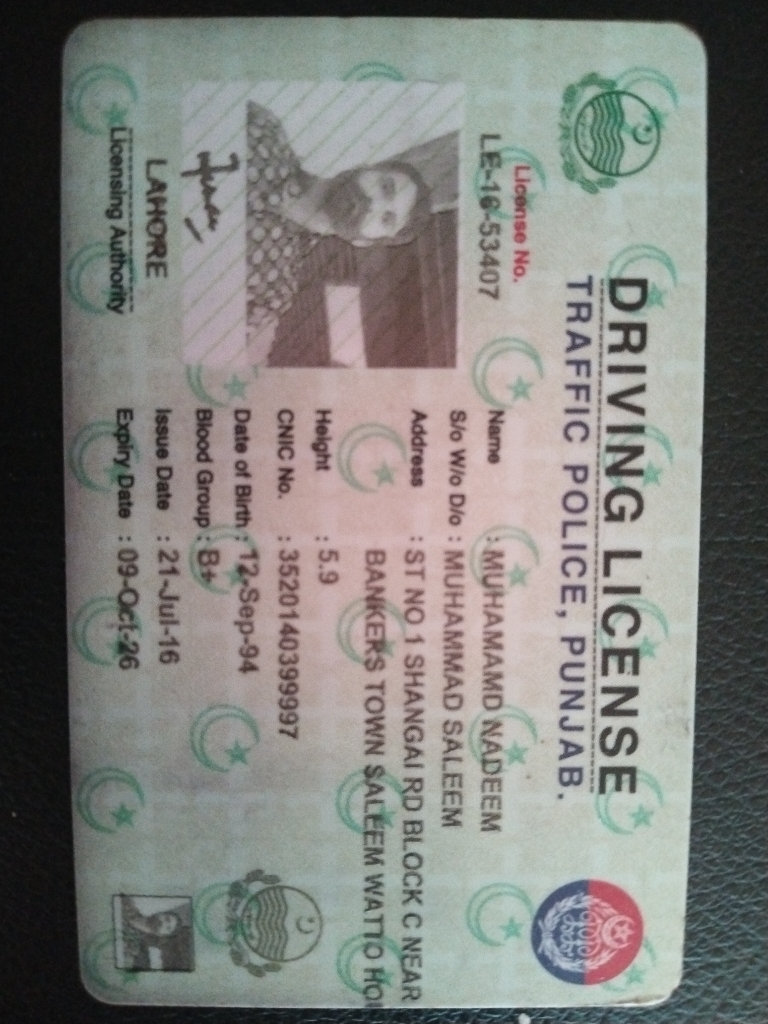 DRIVING LICENSE
TRAFFIC POLICE, PUNJAB.
License No.
LE-16-53407
Name : MUHAMAMD NADEEM
S/o W/o D/o : MUHAMMAD SALEEM
Address : ST NO 1 SHANGAI RD BLOCK C NEAR
BANKERS TOWN SALEEM WATTO HO
Height : 5.9
CNIC No. : 3520140399997
Date of Birth : 12-Sep-94
Blood Group : B+
Issue Date : 21-Jul-16
Expiry Date : 09-Oct-26
LAHORE
Licensing Authority